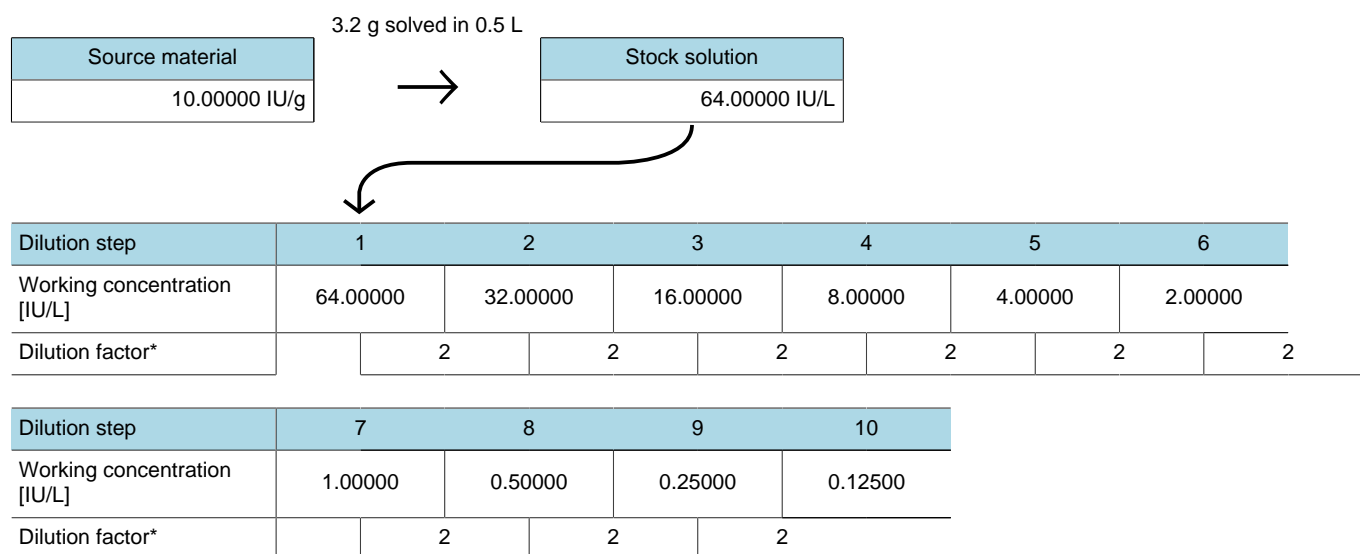 3.2 g solved in 0.5 L
Source material
Stock solution
10.00000 IU/g
64.00000 IU/L
Dilution step 1 2 3 4 5 6
Working concentration
[IU/L]
64.00000 32.00000 16.00000 8.00000 4.00000 2.00000
Dilution factor* 2 2 2 2 2 2
Dilution step 7 8 9 10
Working concentration
[IU/L]
1.00000 0.50000 0.25000 0.12500
Dilution factor* 2 2 2